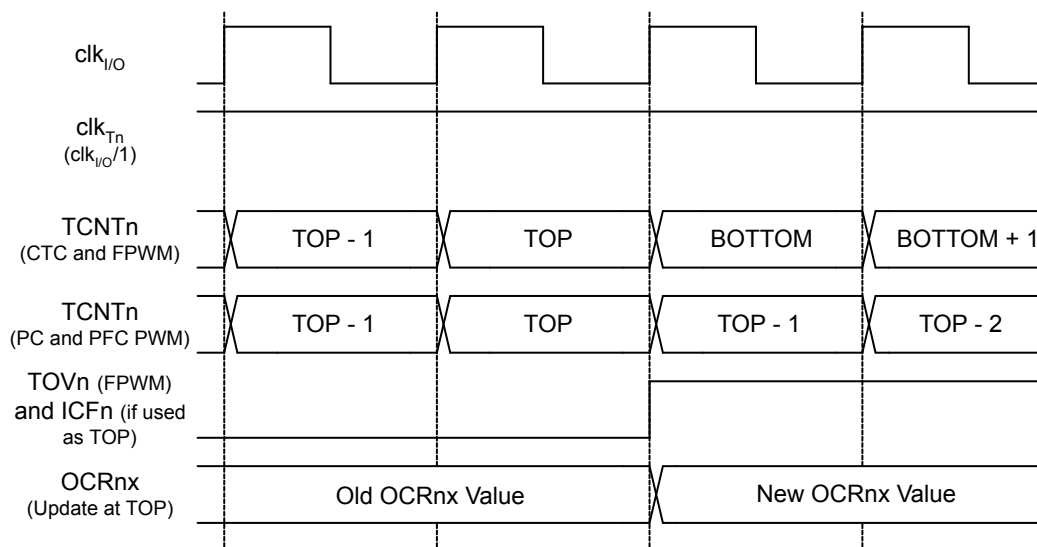 clkI/O
clkTn
(clkI/O/1)
TCNTn
(CTC and FPWM)
TOP - 1
TOP
BOTTOM
BOTTOM + 1
TCNTn
(PC and PFC PWM)
TOP - 1
TOP
TOP - 1
TOP - 2
TOVn (FPWM)
and ICFn (if used
as TOP)
OCRnx
(Update at TOP)
Old OCRnx Value
New OCRnx Value